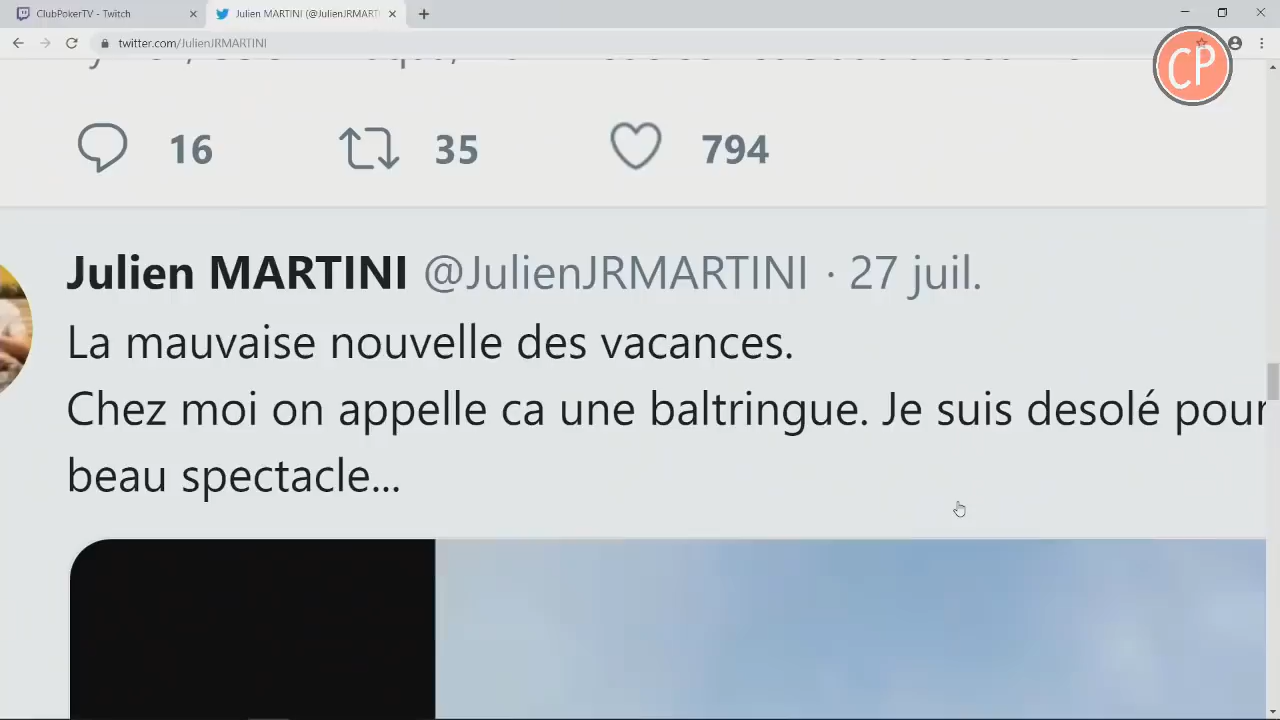 ClubPokerTV - Twitch
Julien MARTINI (@JulienJRMARTI
twitter.com/JulienJRMARTINI
CP
16 35 794
Julien MARTINI @JulienJRMARTINI · 27 juil.
La mauvaise nouvelle des vacances.
Chez moi on appelle ca une baltringue. Je suis desolé pour
beau spectacle...